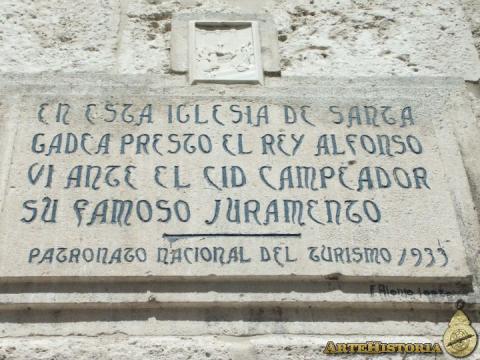 EN ESTA IGLESIA DE SANTA
GADEA PRESTO EL REY ALFONSO
VI ANTE EL CID CAMPEADOR
SU FAMOSO JURAMENTO
PATRONATO NACIONAL DEL TURISMO 1933
ARTEHISTORIA